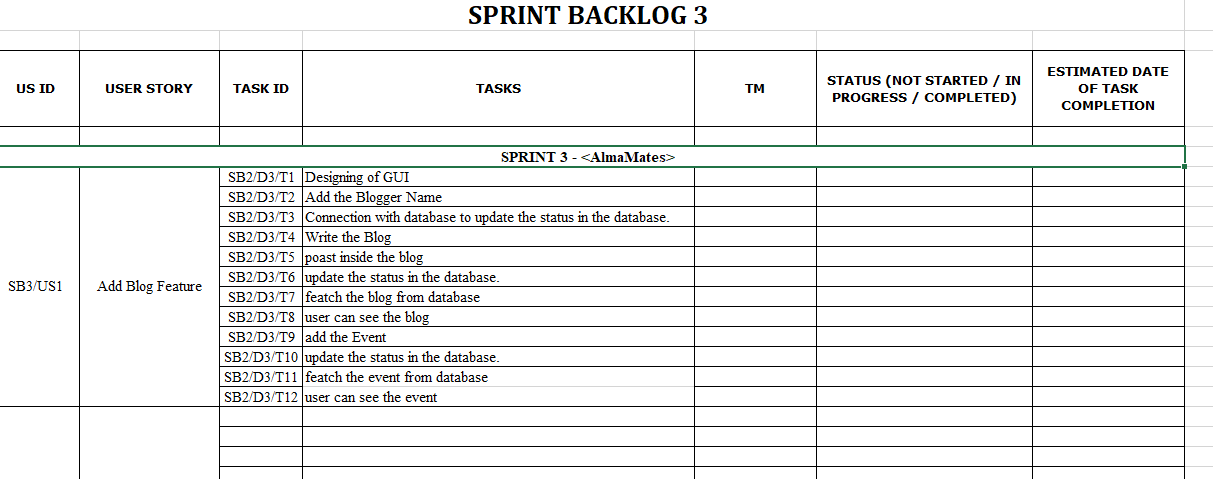 SPRINT BACKLOG 3
US ID USER STORY TASK ID TASKS TM STATUS (NOT STARTED / IN PROGRESS / COMPLETED) ESTIMATED DATE OF TASK COMPLETION
SPRINT 3 - <AlmaMates>
SB3/US1 Add Blog Feature
SB2/D3/T1 Designing of GUI
SB2/D3/T2 Add the Blogger Name
SB2/D3/T3 Connection with database to update the status in the database.
SB2/D3/T4 Write the Blog
SB2/D3/T5 poast inside the blog
SB2/D3/T6 update the status in the database.
SB2/D3/T7 featch the blog from database
SB2/D3/T8 user can see the blog
SB2/D3/T9 add the Event
SB2/D3/T10 update the status in the database.
SB2/D3/T11 featch the event from database
SB2/D3/T12 user can see the event